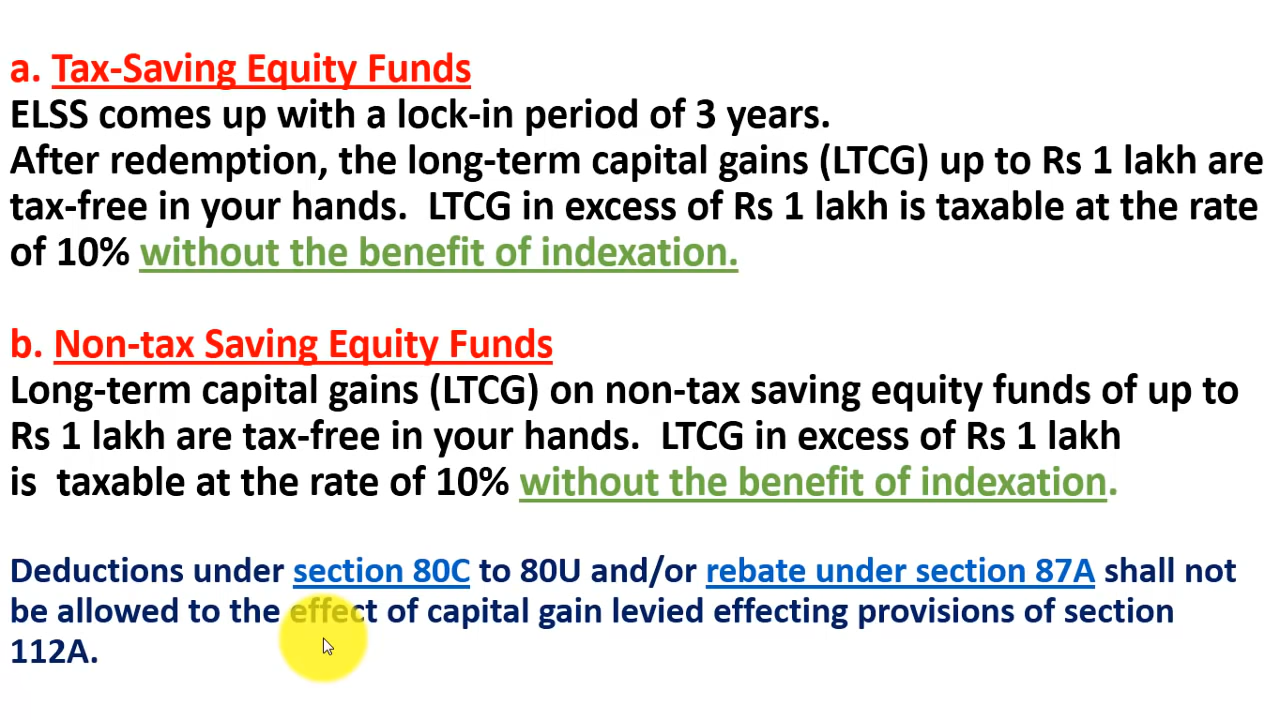 a. Tax-Saving Equity Funds
ELSS comes up with a lock-in period of 3 years.
After redemption, the long-term capital gains (LTCG) up to Rs 1 lakh are
tax-free in your hands.  LTCG in excess of Rs 1 lakh is taxable at the rate
of 10% without the benefit of indexation.
b. Non-tax Saving Equity Funds
Long-term capital gains (LTCG) on non-tax saving equity funds of up to
Rs 1 lakh are tax-free in your hands.  LTCG in excess of Rs 1 lakh
is  taxable at the rate of 10% without the benefit of indexation.
Deductions under section 80C to 80U and/or rebate under section 87A shall not
be allowed to the effect of capital gain levied effecting provisions of section
112A.